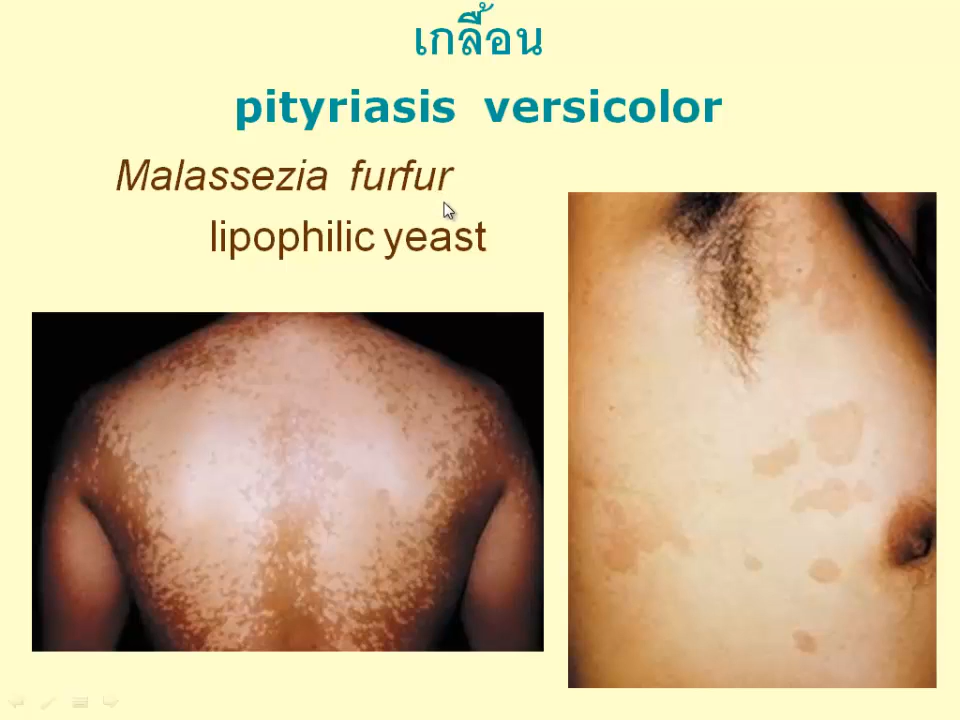 เกลื้อน
pityriasis versicolor
Malassezia furfur
lipophilic yeast